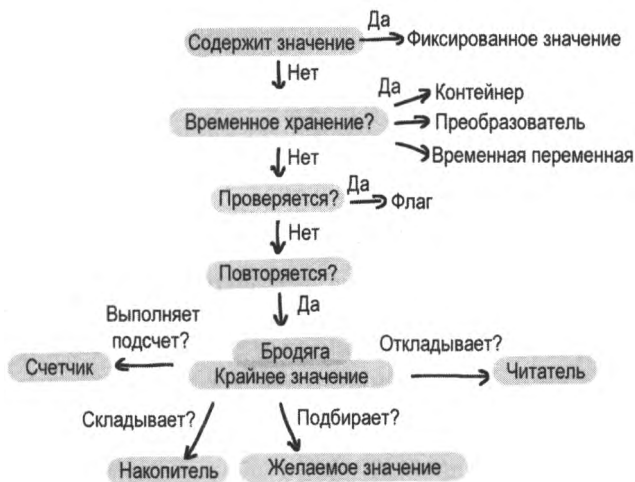 Да
Содержит значение
Фиксированное значение
Нет
Да
Контейнер
Временное хранение?
Преобразователь
Временная переменная
Нет
Да
Проверяется?
Флаг
Нет
Повторяется?
Да
Выполняет
подсчет?
Бродяга
Откладывает?
Счетчик
Крайнее значение
Читатель
Складывает?
Подбирает?
Накопитель
Желаемое значение